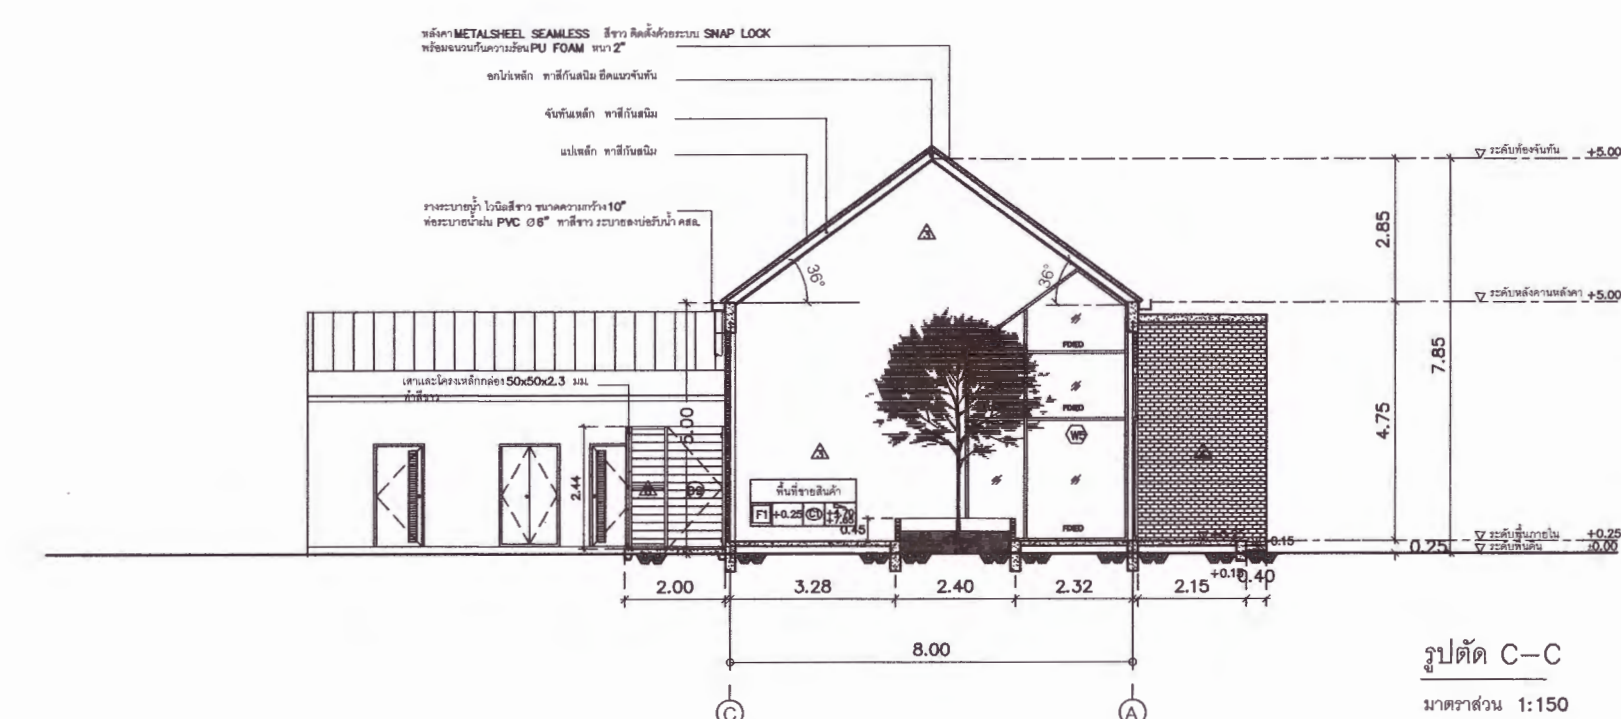 หลังคา METALSHEEL SEAMLESS สีขาว ติดตั้งด้วยระบบ SNAP LOCK
พร้อมฉนวนกันความร้อน PU FOAM หนา 2"
อกไก่เหล็ก ทาสีกันสนิม ยึดแนวจันทัน
จันทันเหล็ก ทาสีกันสนิม
แปเหล็ก ทาสีกันสนิม
รางระบายน้ำ ไวนิลสีขาว ขนาดความกว้าง 10"
ท่อระบายน้ำฝน PVC Ø6" ทาสีขาว ระบายลงบ่อรับน้ำ คสล.
ระดับท้องจันทัน +5.00
2.85
36°
36°
ระดับหลังคานหลังคา +5.00
7.85
4.75
FIXED
FIXED
W5
FIXED
เสาและโครงเหล็กกล่อง 50x50x2.3 มม.
ทำสีขาว
5.00
2.44
พื้นที่ขายสินค้า
F1 +0.25 C1
0.45
ระดับพื้นภายใน +0.25
ระดับพื้นดิน ±0.00
0.25
0.15
+0.15
0.40
2.00
3.28
2.40
2.32
2.15
8.00
C
A
รูปตัด C-C
มาตราส่วน 1:150